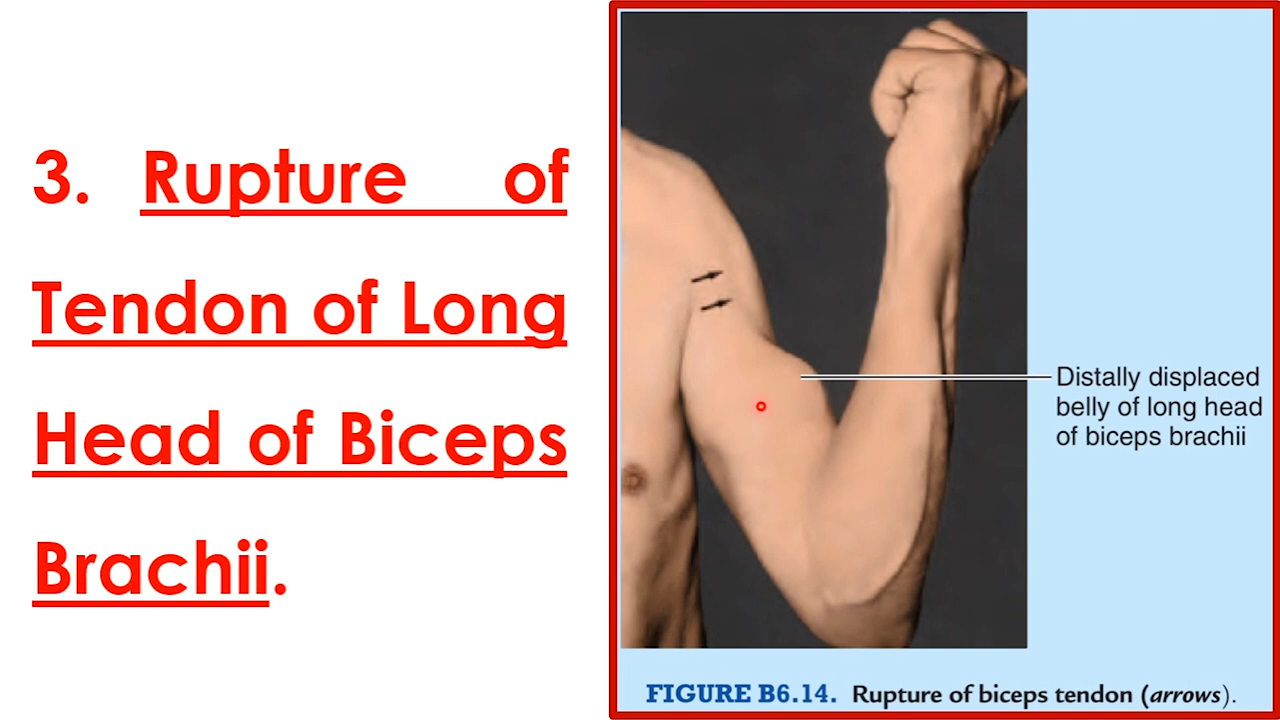 3. Rupture of
Tendon of Long
Head of Biceps
Brachii.
Distally displaced
belly of long head
of biceps brachii
FIGURE B6.14. Rupture of biceps tendon (arrows).